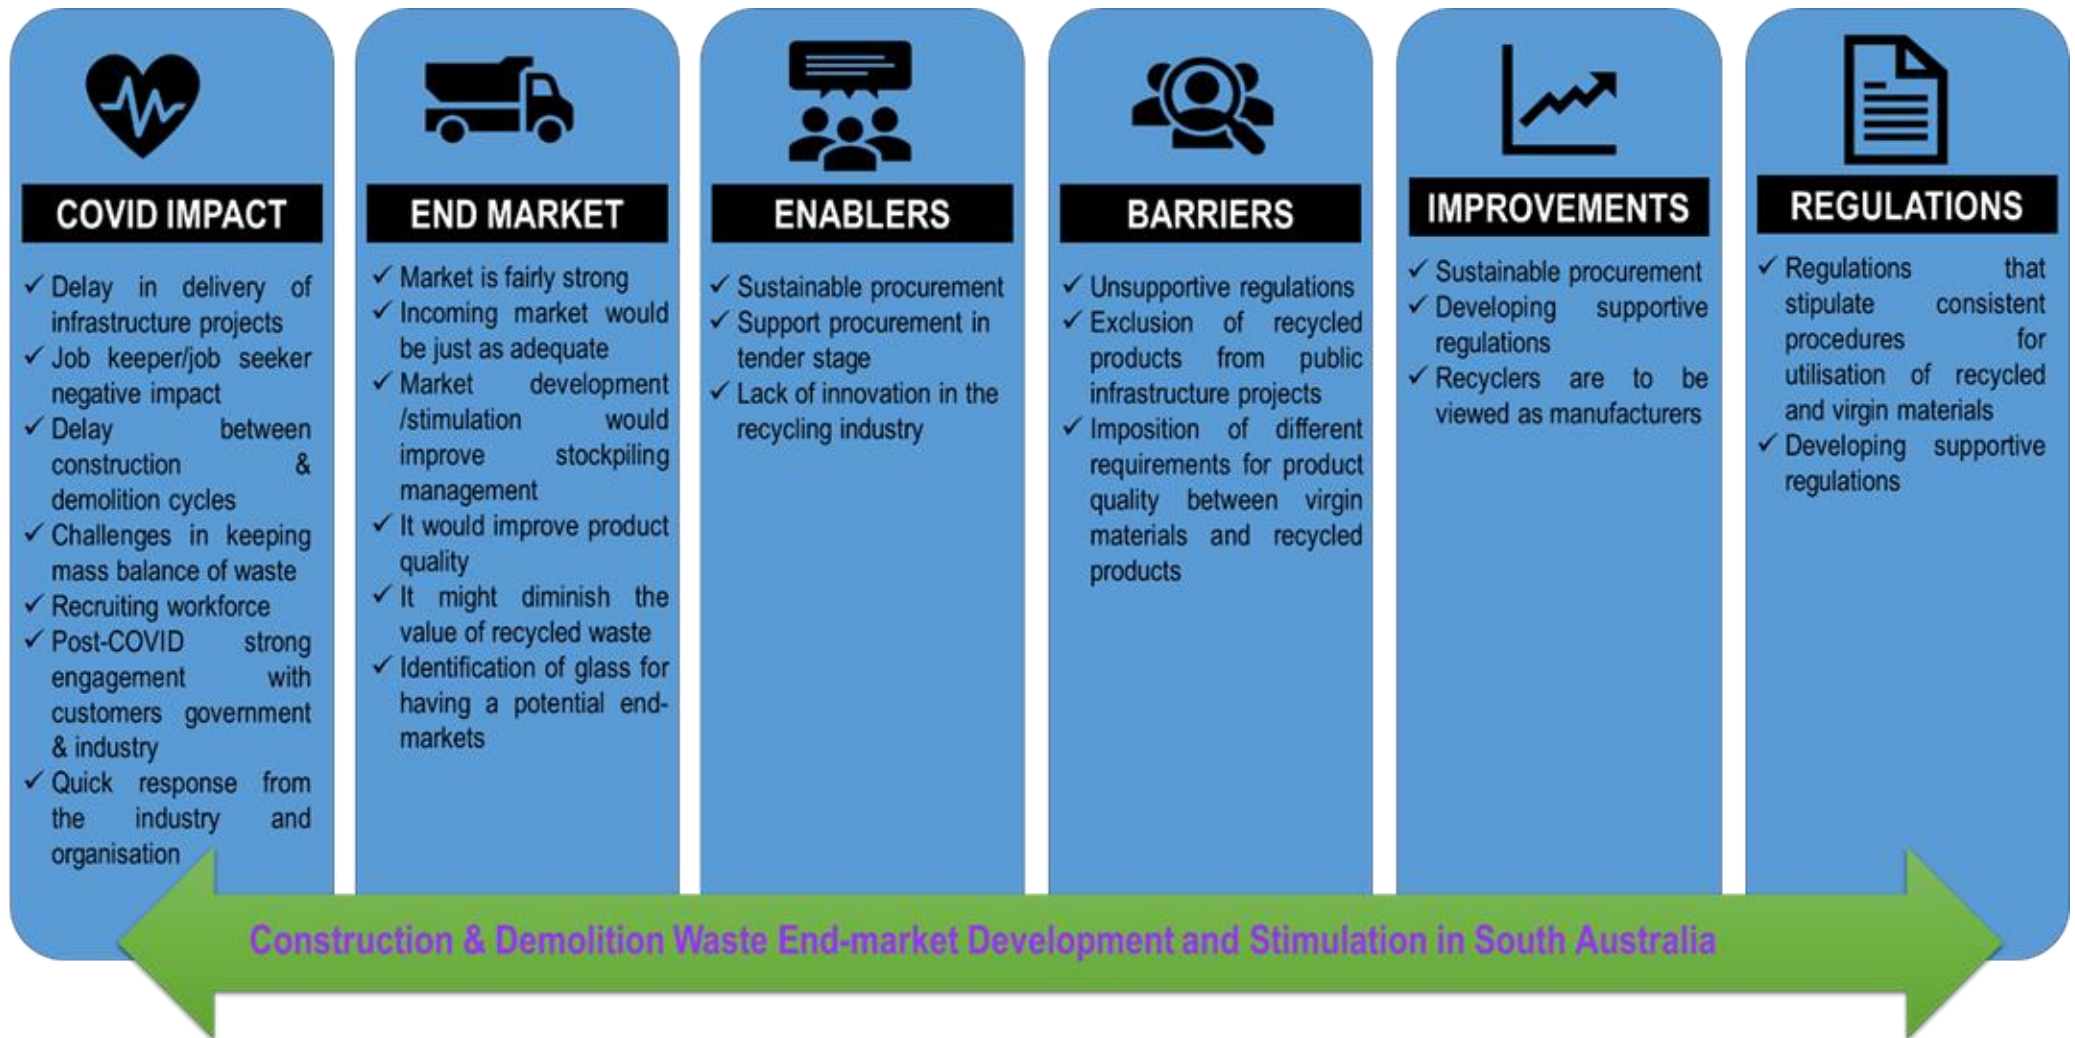 COVID IMPACT
Delay in delivery of
infrastructure projects
Job keeper/job seeker
negative impact
Delay between
construction &
demolition cycles
Challenges in keeping
mass balance of waste
Recruiting workforce
Post-COVID strong
engagement with
customers government
& industry
Quick response from
the industry and
organisation
END MARKET
Market is fairly strong
Incoming market would
be just as adequate
Market development
/stimulation would
improve stockpiling
management
It would improve product
quality
It might diminish the
value of recycled waste
Identification of glass for
having a potential end-
markets
ENABLERS
Sustainable procurement
Support procurement in
tender stage
Lack of innovation in the
recycling industry
BARRIERS
Unsupportive regulations
Exclusion of recycled
products from public
infrastructure projects
Imposition of different
requirements for product
quality between virgin
materials and recycled
products
IMPROVEMENTS
Sustainable procurement
Developing supportive
regulations
Recyclers are to be
viewed as manufacturers
REGULATIONS
Regulations that
stipulate consistent
procedures for
utilisation of recycled
and virgin materials
Developing supportive
regulations
Construction & Demolition Waste End-market Development and Stimulation in South Australia